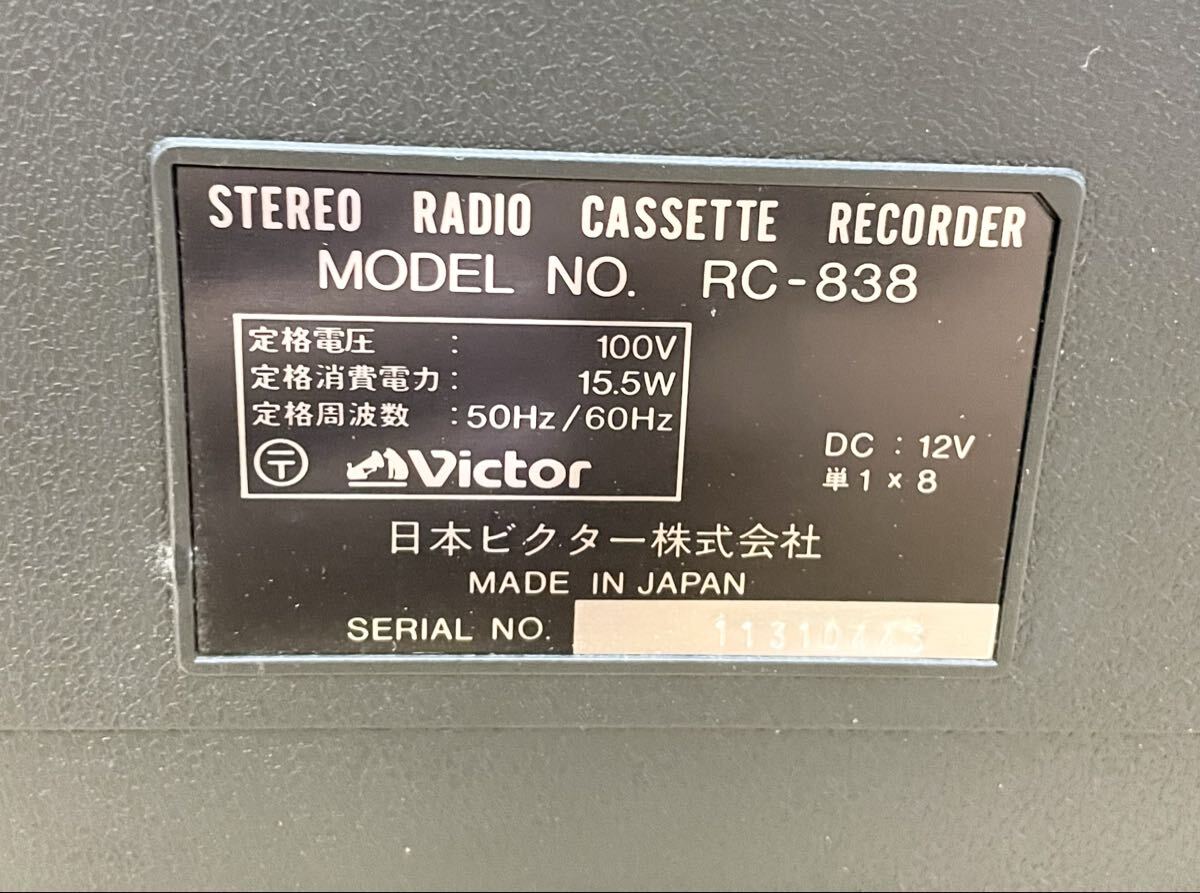 STEREO RADIO CASSETTE RECORDER
MODEL NO. RC-838
定格電圧 : 100V
定格消費電力 : 15.5W
定格周波数 : 50Hz/60Hz
〒 Victor
DC : 12V
単1×8
日本ビクター株式会社
MADE IN JAPAN
SERIAL NO.